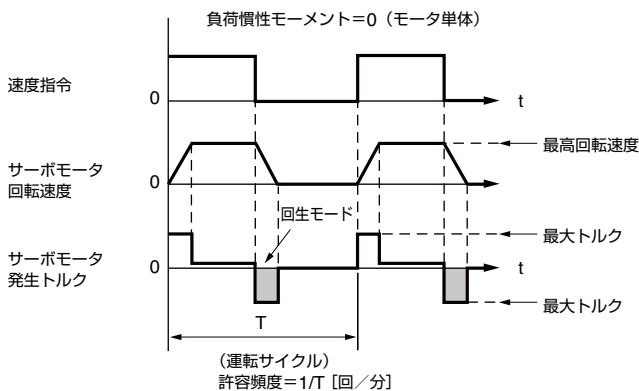 負荷慣性モーメント＝0（モータ単体）
速度指令
0
t
最高回転速度
サーボモータ
回転速度
0
回生モード
最大トルク
サーボモータ
発生トルク
0
t
最大トルク
T
（運転サイクル）
許容頻度＝1/T［回／分］